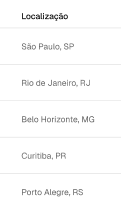 Localização
São Paulo, SP
Rio de Janeiro, RJ
Belo Horizonte, MG
Curitiba, PR
Porto Alegre, RS